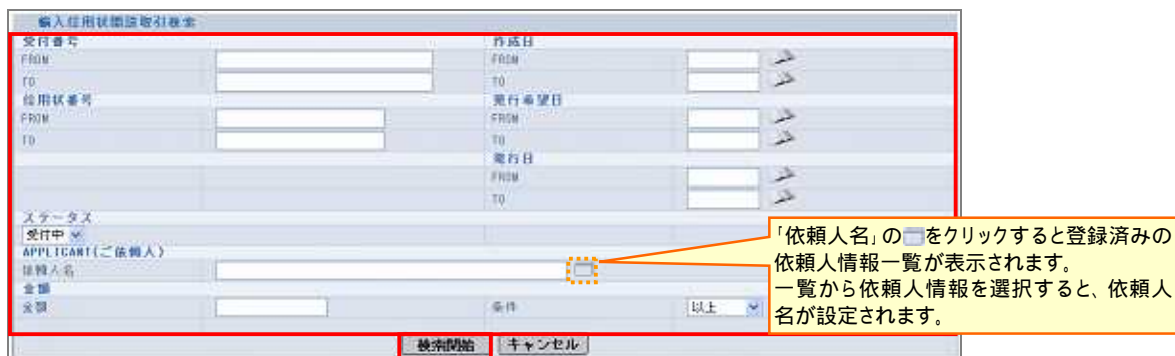 輸入信用状開設取引検索
受付番号 作成日
FROM FROM
TO TO
信用状番号 発行希望日
FROM FROM
TO TO
発行日
FROM
TO
ステータス
受付中
APPLICANT(ご依頼人)
依頼人名
金額
金額 条件 以上
検索開始 キャンセル
「依頼人名」の をクリックすると登録済みの
依頼人情報一覧が表示されます。
一覧から依頼人情報を選択すると、依頼人
名が設定されます。